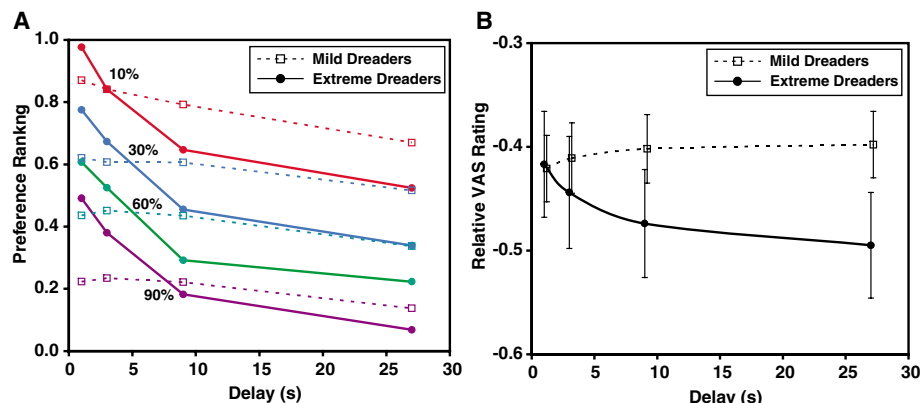 A
Preference Rankng
1.0
0.8
0.6
0.4
0.2
0.0
Mild Dreaders
Extreme Dreaders
10%
30%
60%
90%
0 5 10 15 20 25 30
Delay (s)
B
Relative VAS Rating
-0.3
-0.4
-0.5
-0.6
Mild Dreaders
Extreme Dreaders
0 5 10 15 20 25 30
Delay (s)